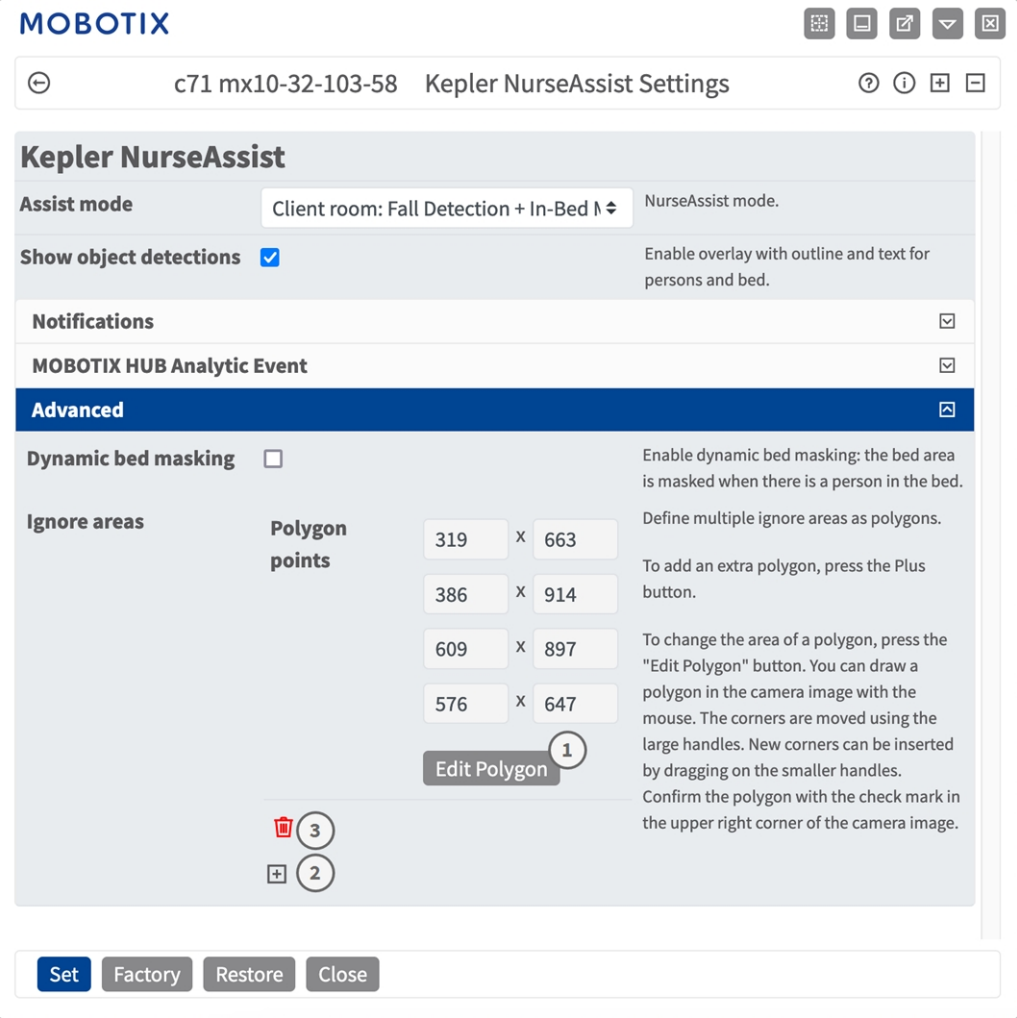 MOBOTIX
c71 mx10-32-103-58 Kepler NurseAssist Settings
Kepler NurseAssist
Assist mode
Client room: Fall Detection + In-Bed
NurseAssist mode.
Show object detections
Enable overlay with outline and text for
persons and bed.
Notifications
MOBOTIX HUB Analytic Event
Advanced
Dynamic bed masking
Enable dynamic bed masking: the bed area
is masked when there is a person in the bed.
Ignore areas
Polygon
points
319 x 663
386 x 914
609 x 897
576 x 647
Edit Polygon
1
3
2
Define multiple ignore areas as polygons.
To add an extra polygon, press the Plus
button.
To change the area of a polygon, press the
"Edit Polygon" button. You can draw a
polygon in the camera image with the
mouse. The corners are moved using the
large handles. New corners can be inserted
by dragging on the smaller handles.
Confirm the polygon with the check mark in
the upper right corner of the camera image.
Set Factory Restore Close